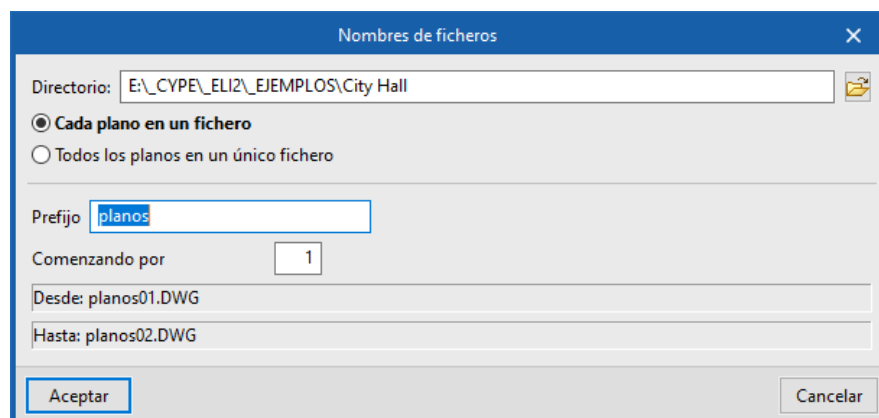 Nombres de ficheros
Directorio: E:\_CYPE\_ELI2\_EJEMPLOS\City Hall
Cada plano en un fichero
Todos los planos en un único fichero
Prefijo planos
Comenzando por 1
Desde: planos01.DWG
Hasta: planos02.DWG
Aceptar Cancelar